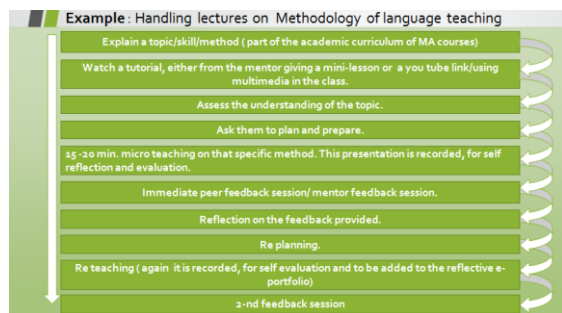 Example: Handling lectures on Methodology of language teaching
Explain a topic/skill/method ( part of the academic curriculum of MA courses)
Watch a tutorial, either from the mentor giving a mini-lesson or a you tube link/using
multimedia in the class.
Assess the understanding of the topic.
Ask them to plan and prepare.
15 -20 min. micro teaching on that specific method. This presentation is recorded, for self
reflection and evaluation.
Immediate peer feedback session/ mentor feedback session.
Reflection on the feedback provided.
Re planning.
Re teaching ( again it is recorded, for self evaluation and to be added to the reflective e-
portfolio)
2-nd feedback session